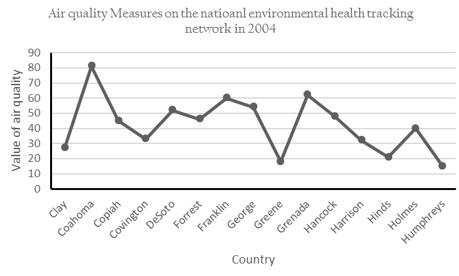 Air quality Measures on the natioanl environmental health tracking
network in 2004
Value of air quality
90
80
70
60
50
40
30
20
10
0
Clay
Coahoma
Copiah
Covington
DeSoto
Forrest
Franklin
George
Greene
Grenada
Hancock
Harrison
Hinds
Holmes
Humphreys
Country